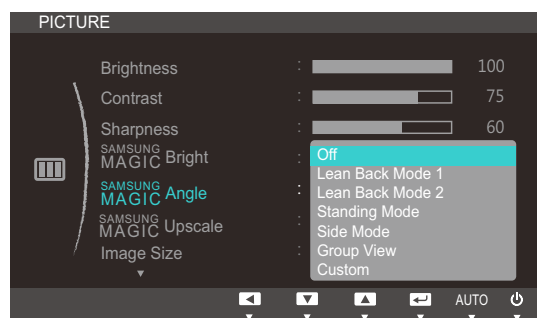 PICTURE
Brightness : 100
Contrast : 75
Sharpness : 60
SAMSUNG
MAGIC Bright :
SAMSUNG
MAGIC Angle :
SAMSUNG
MAGIC Upscale :
Image Size :
Off
Lean Back Mode 1
Lean Back Mode 2
Standing Mode
Side Mode
Group View
Custom
AUTO